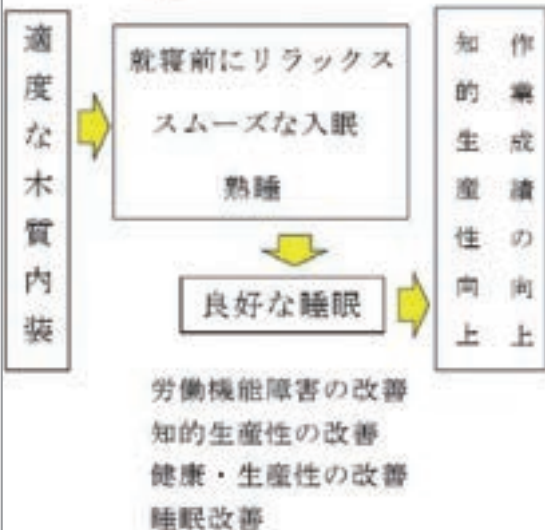 適度な木質内装
就寝前にリラックス
スムーズな入眠
熟睡
良好な睡眠
作業成績の向上
知的生産性向上
労働機能障害の改善
知的生産性の改善
健康・生産性の改善
睡眠改善